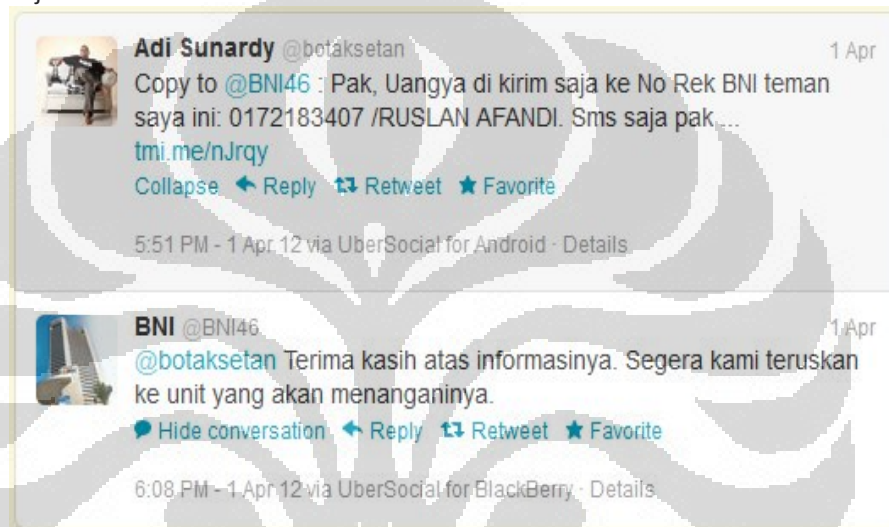 Adi Sunardy @botaksetan 1 Apr
Copy to @BNI46 : Pak, Uangya di kirim saja ke No Rek BNI teman
saya ini: 0172183407 /RUSLAN AFANDI. Sms saja pak ...
tmi.me/nJrqy
Collapse Reply Retweet Favorite
5:51 PM - 1 Apr 12 via UberSocial for Android · Details
BNI @BNI46 1 Apr
@botaksetan Terima kasih atas informasinya. Segera kami teruskan
ke unit yang akan menanganinya.
Hide conversation Reply Retweet Favorite
6:08 PM - 1 Apr 12 via UberSocial for BlackBerry · Details